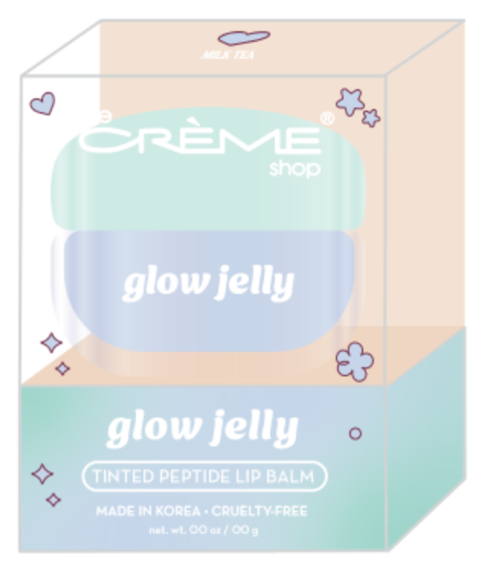 MILK TEA
The
CRÈME®
shop
glow jelly
glow jelly
TINTED PEPTIDE LIP BALM
MADE IN KOREA • CRUELTY-FREE
net. wt. 00 oz / 00 g